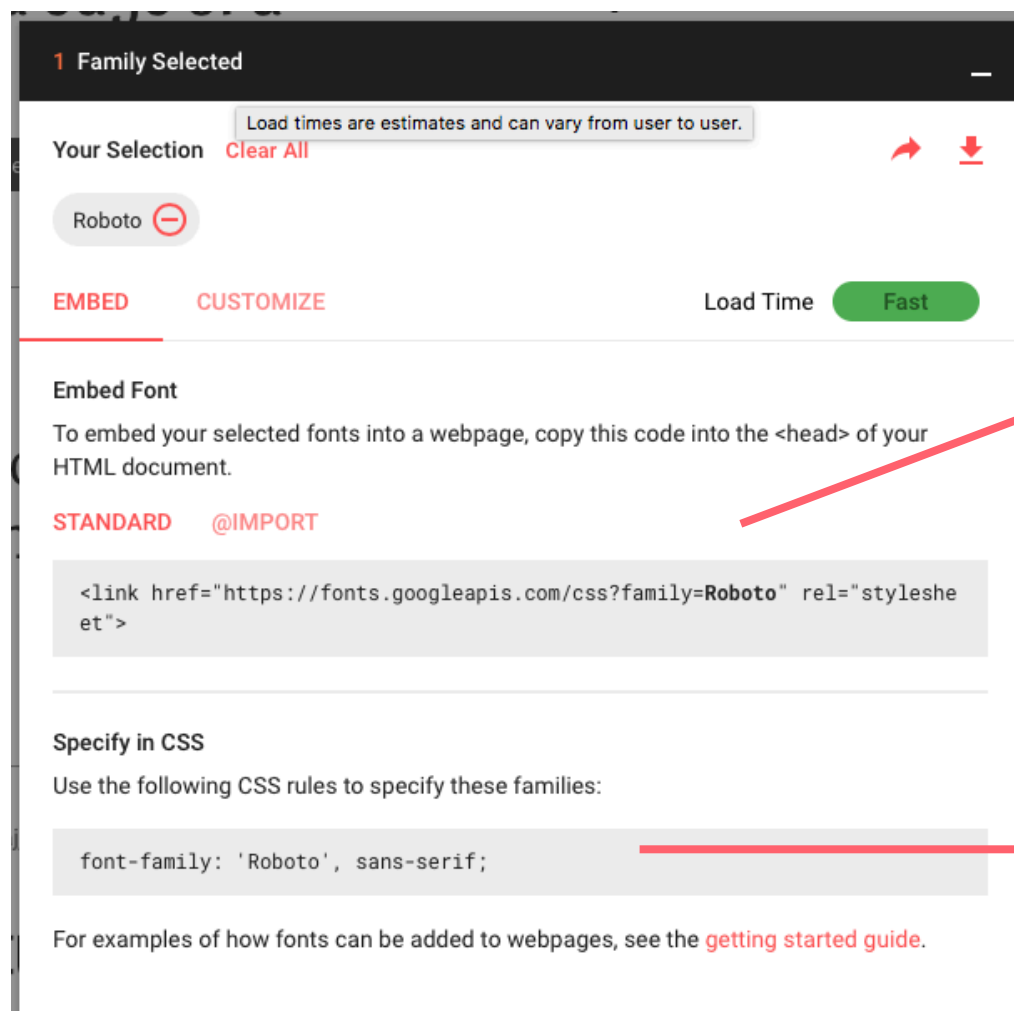 1 Family Selected
Load times are estimates and can vary from user to user.
Your Selection Clear All
Roboto
EMBED CUSTOMIZE Load Time Fast
Embed Font
To embed your selected fonts into a webpage, copy this code into the <head> of your
HTML document.
STANDARD @IMPORT
<link href="https://fonts.googleapis.com/css?family=Roboto" rel="styleshe
et">
Specify in CSS
Use the following CSS rules to specify these families:
font-family: 'Roboto', sans-serif;
For examples of how fonts can be added to webpages, see the getting started guide.